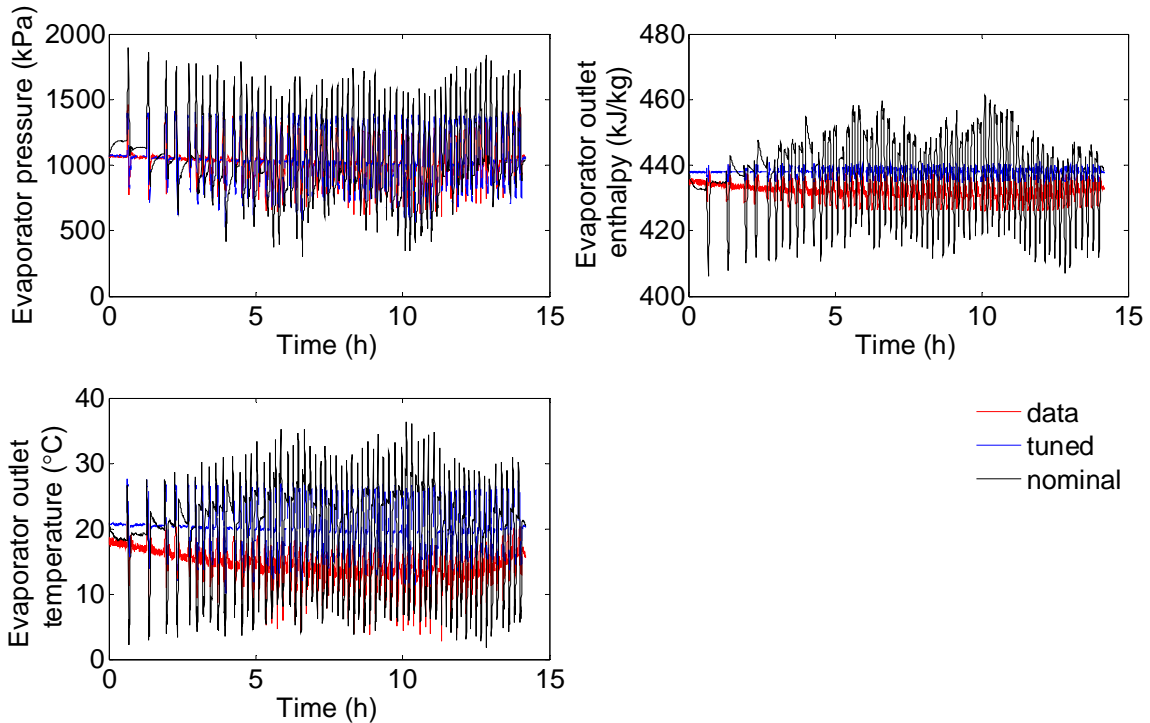 2000
1500
1000
500
0
Evaporator pressure (kPa)
0 5 10 15
Time (h)
480
460
440
420
400
Evaporator outlet
enthalpy (kJ/kg)
0 5 10 15
Time (h)
40
30
20
10
0
Evaporator outlet
temperature (°C)
0 5 10 15
Time (h)
data
tuned
nominal